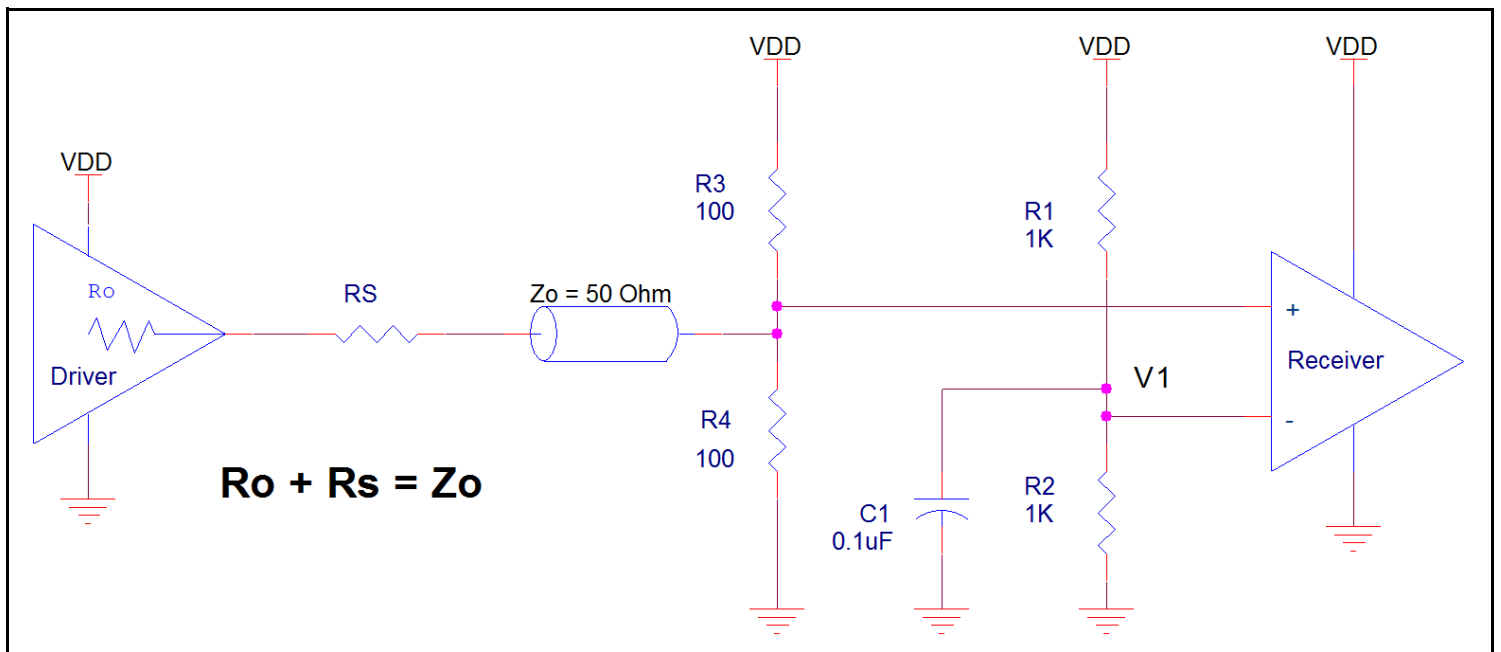 VDD
VDD
VDD
VDD
R3
100
R1
1K
Ro
RS
Zo = 50 Ohm
+
Driver
Receiver
V1
R4
100
-
Ro + Rs = Zo
C1
0.1uF
R2
1K